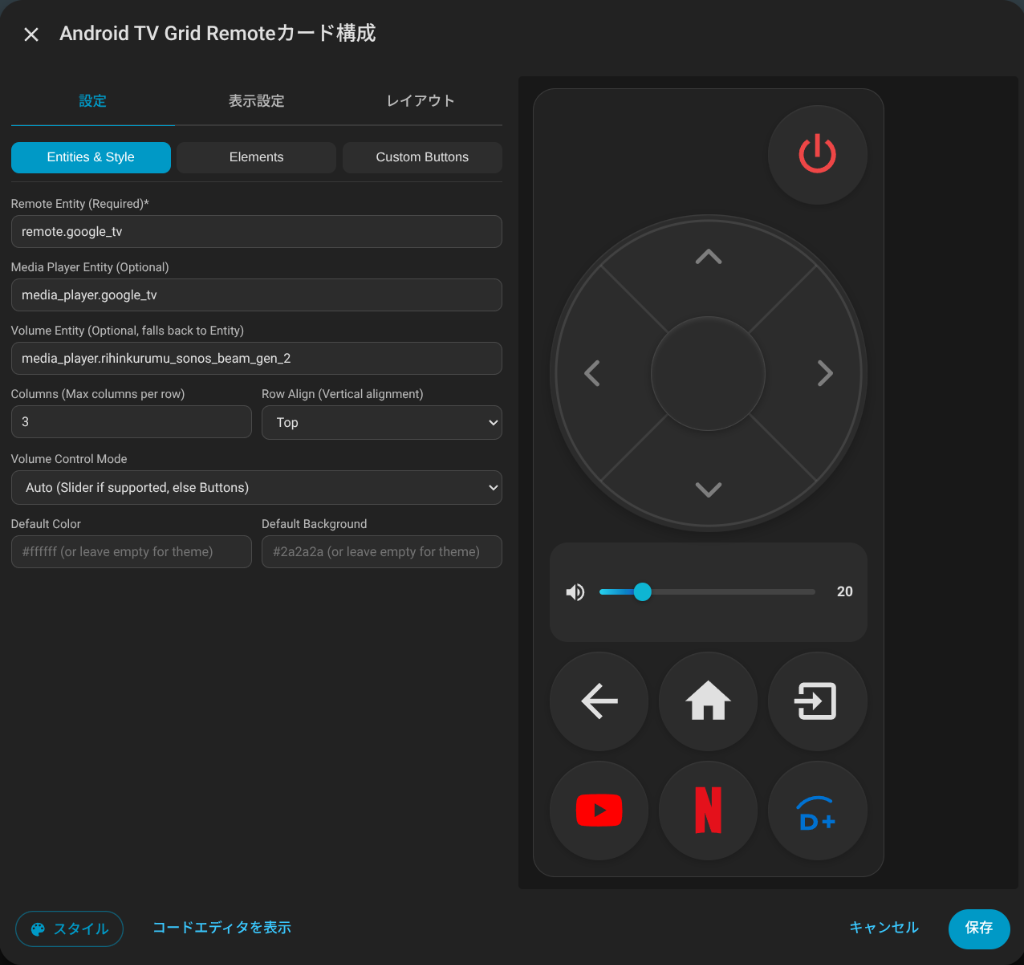 Android TV Grid Remoteカード構成
設定 表示設定 レイアウト
Entities & Style Elements Custom Buttons
Remote Entity (Required)*
remote.google_tv
Media Player Entity (Optional)
media_player.google_tv
Volume Entity (Optional, falls back to Entity)
media_player.rihinkurumu_sonos_beam_gen_2
Columns (Max columns per row) Row Align (Vertical alignment)
3 Top
Volume Control Mode
Auto (Slider if supported, else Buttons)
Default Color Default Background
#ffffff (or leave empty for theme) #2a2a2a (or leave empty for theme)
20
N D+
スタイル コードエディタを表示 キャンセル 保存